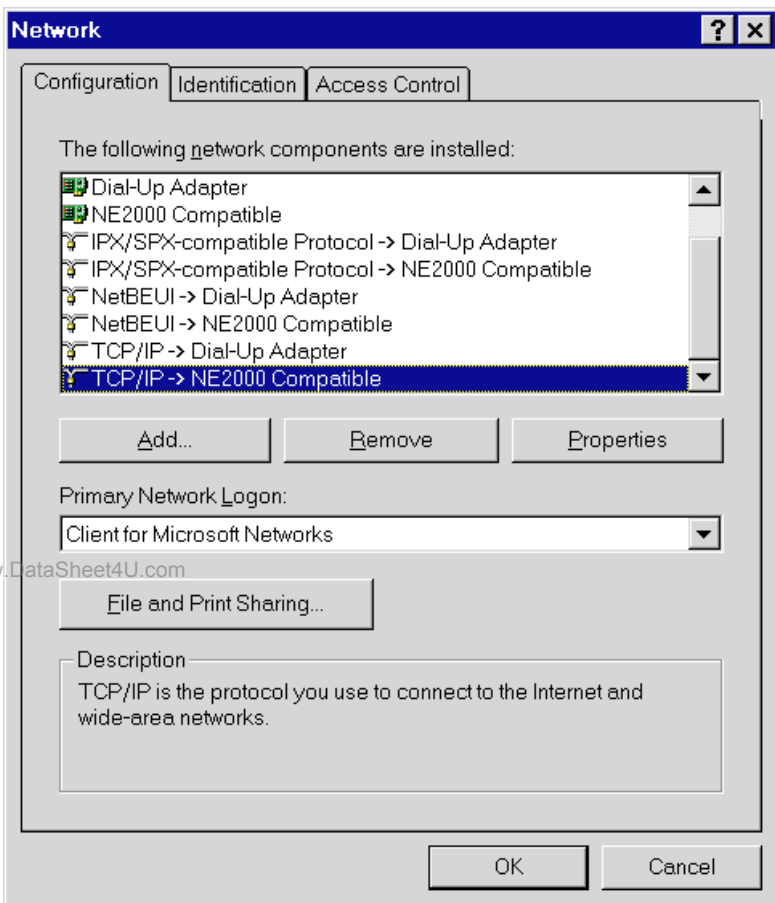 Network
Configuration Identification Access Control
The following network components are installed:
Dial-Up Adapter
NE2000 Compatible
IPX/SPX-compatible Protocol -> Dial-Up Adapter
IPX/SPX-compatible Protocol -> NE2000 Compatible
NetBEUI -> Dial-Up Adapter
NetBEUI -> NE2000 Compatible
TCP/IP -> Dial-Up Adapter
TCP/IP -> NE2000 Compatible
Add... Remove Properties
Primary Network Logon:
Client for Microsoft Networks
.DataSheet4U.com
File and Print Sharing...
Description
TCP/IP is the protocol you use to connect to the Internet and
wide-area networks.
OK Cancel